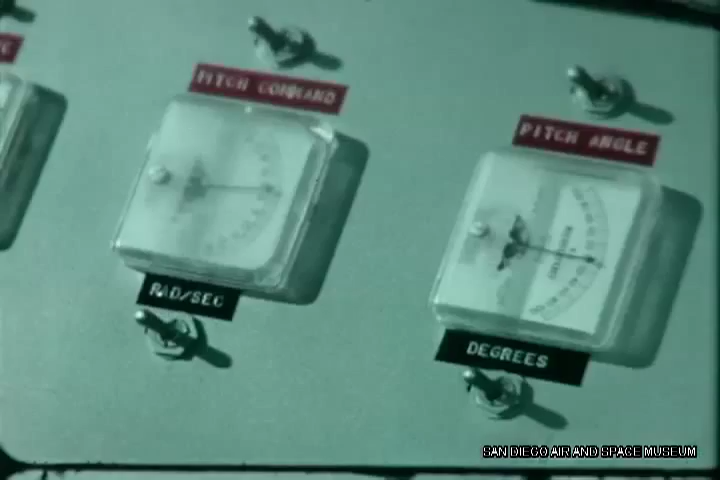 PITCH COMMAND
PITCH ANGLE
RAD/SEC
DEGREES
SAN DIEGO AIR AND SPACE MUSEUM